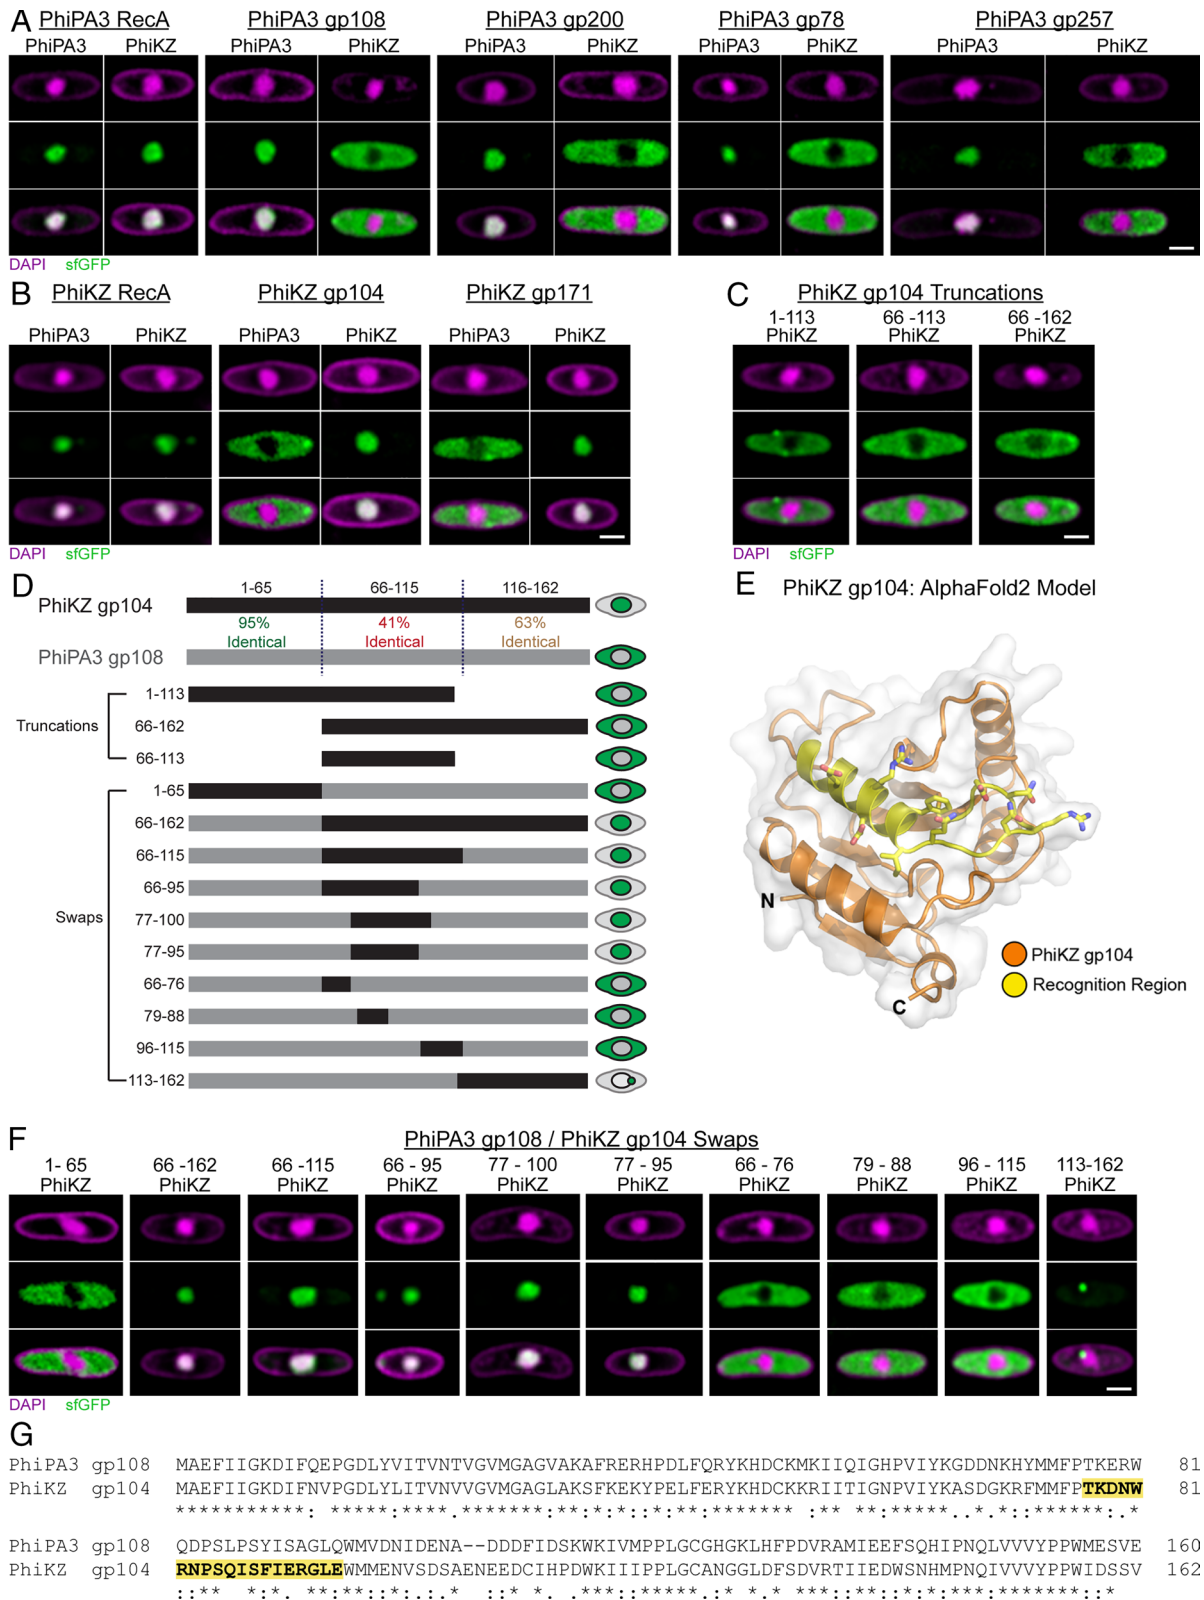 A
PhiPA3 RecA PhiPA3 gp108 PhiPA3 gp200 PhiPA3 gp78 PhiPA3 gp257
PhiPA3 PhiKZ PhiPA3 PhiKZ PhiPA3 PhiKZ PhiPA3 PhiKZ PhiPA3 PhiKZ
DAPI sfGFP
B
PhiKZ RecA PhiKZ gp104 PhiKZ gp171
PhiPA3 PhiKZ PhiPA3 PhiKZ PhiPA3 PhiKZ
DAPI sfGFP
C
PhiKZ gp104 Truncations
1-113 66 -113 66 -162
PhiKZ PhiKZ PhiKZ
DAPI sfGFP
D
1-65 66-115 116-162
PhiKZ gp104
95% 41% 63%
Identical Identical Identical
PhiPA3 gp108
Truncations
1-113
66-162
66-113
Swaps
1-65
66-162
66-115
66-95
77-100
77-95
66-76
79-88
96-115
113-162
E
PhiKZ gp104: AlphaFold2 Model
N
C
PhiKZ gp104
Recognition Region
F
PhiPA3 gp108 / PhiKZ gp104 Swaps
1- 65 66 -162 66 -115 66 - 95 77 - 100 77 - 95 66 - 76 79 - 88 96 - 115 113-162
PhiKZ PhiKZ PhiKZ PhiKZ PhiKZ PhiKZ PhiKZ PhiKZ PhiKZ PhiKZ
DAPI sfGFP
G
PhiPA3 gp108 MAEFIIGKDIFQEPGDLYVITVNTVGVMGAGVAKAFRERHPDLFQRYKHDCKMKIIQIGHPVIYKGDDNKHYMMFPTKERW 81
PhiKZ gp104 MAEFIIGKDIFNVPGDLYLITVNVVGVMGAGLAKSFKEKYPELFERYKHDCKKRIITIGNPVIYKASDGKRFMMFPTKDNW 81
PhiPA3 gp108 QDPSLPSYISAGLQWMVDNIDENA--DDDFIDSKWKIVMPPLGCGHGKLHFPDVRAMIEEFSQHIPNQLVVVYPPWMESVE 160
PhiKZ gp104 RNPSQISFIERGLEWMMENVSDSAENEEDCIHPDWKIIIPPLGCANGGLDFSDVRTIIEDWSNHMPNQIVVVYPPWIDSSV 162